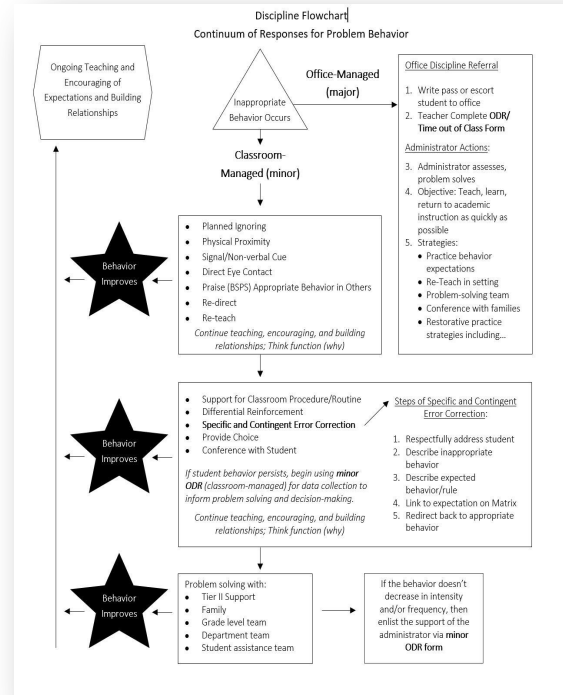 Discipline Flowchart
Continuum of Responses for Problem Behavior
Ongoing Teaching and
Encouraging of
Expectations and Building
Relationships
Inappropriate
Behavior Occurs
Office-Managed
(major)
Classroom-
Managed (minor)
Office Discipline Referral
1. Write pass or escort
student to office
2. Teacher Complete ODR/
Time out of Class Form
Administrator Actions:
3. Administrator assesses,
problem solves
4. Objective: Teach, learn,
return to academic
instruction as quickly as
possible
5. Strategies:
• Practice behavior
expectations
• Re-Teach in setting
• Problem-solving team
• Conference with families
• Restorative practice
strategies including...
Behavior
Improves
• Planned Ignoring
• Physical Proximity
• Signal/Non-verbal Cue
• Direct Eye Contact
• Praise (BSPS) Appropriate Behavior in Others
• Re-direct
• Re-teach
Continue teaching, encouraging, and building
relationships; Think function (why)
Behavior
Improves
• Support for Classroom Procedure/Routine
• Differential Reinforcement
• Specific and Contingent Error Correction
• Provide Choice
• Conference with Student
If student behavior persists, begin using minor
ODR (classroom-managed) for data collection to
inform problem solving and decision-making.
Continue teaching, encouraging, and building
relationships; Think function (why)
Steps of Specific and Contingent
Error Correction:
1. Respectfully address student
2. Describe inappropriate
behavior
3. Describe expected
behavior/rule
4. Link to expectation on Matrix
5. Redirect back to appropriate
behavior
Behavior
Improves
Problem solving with:
• Tier II Support
• Family
• Grade level team
• Department team
• Student assistance team
If the behavior doesn't
decrease in intensity
and/or frequency, then
enlist the support of the
administrator via minor
ODR form